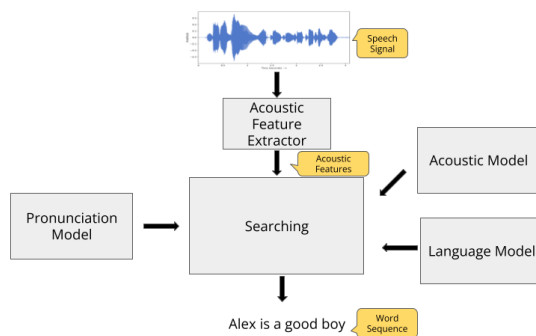 Speech
Signal
Acoustic
Feature
Extractor
Acoustic
Features
Acoustic Model
Pronunciation
Model
Searching
Language Model
Alex is a good boy
Word
Sequence